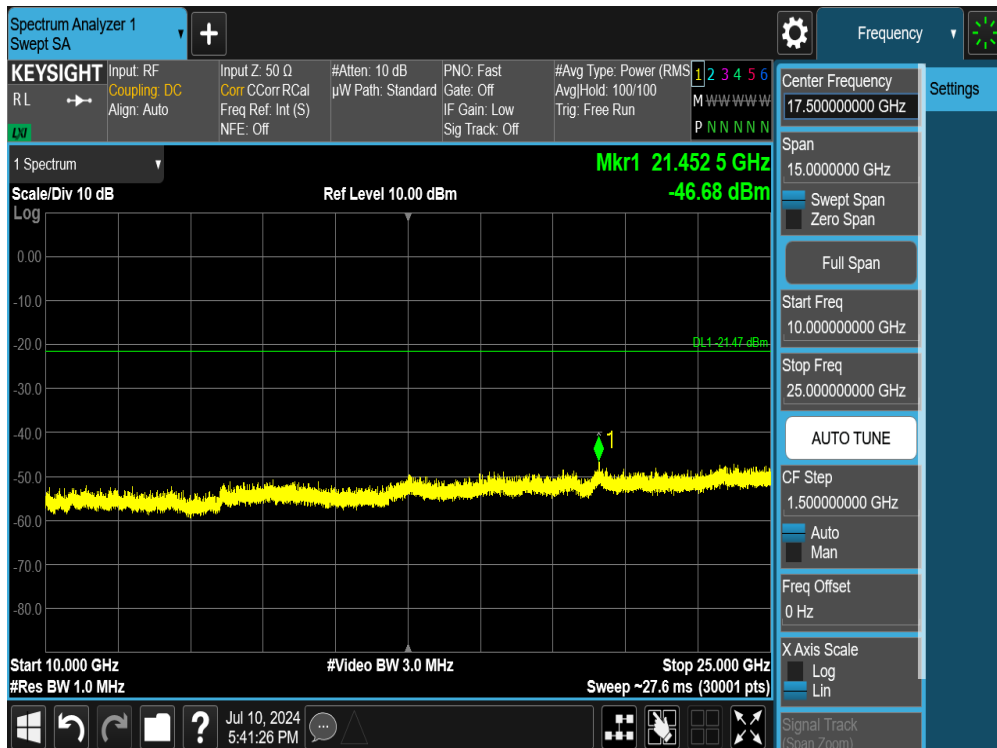 Spectrum Analyzer 1
Swept SA
+
Frequency
KEYSIGHT
R L
LXI
Input: RF
Coupling: DC
Align: Auto
Input Z: 50 Ω
Corr CCorr RCal
Freq Ref: Int (S)
NFE: Off
#Atten: 10 dB
µW Path: Standard
PNO: Fast
Gate: Off
IF Gain: Low
Sig Track: Off
#Avg Type: Power (RMS
Avg|Hold: 100/100
Trig: Free Run
1 2 3 4 5 6
M W W W W W
P N N N N N
1 Spectrum
Mkr1 21.452 5 GHz
-46.68 dBm
Scale/Div 10 dB
Ref Level 10.00 dBm
Log
0.00
-10.0
-20.0
-30.0
-40.0
-50.0
-60.0
-70.0
-80.0
DL1 -21.47 dBm
1
Start 10.000 GHz
#Video BW 3.0 MHz
Stop 25.000 GHz
#Res BW 1.0 MHz
Sweep ~27.6 ms (30001 pts)
Center Frequency
17.500000000 GHz
Span
15.0000000 GHz
Swept Span
Zero Span
Full Span
Start Freq
10.000000000 GHz
Stop Freq
25.000000000 GHz
AUTO TUNE
CF Step
1.500000000 GHz
Auto
Man
Freq Offset
0 Hz
X Axis Scale
Log
Lin
Signal Track
(Span Zoom)
Settings
?
Jul 10, 2024
5:41:26 PM